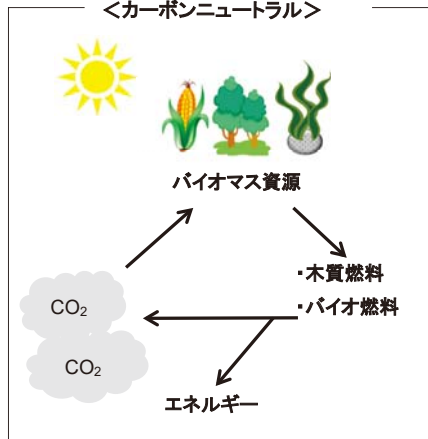 ＜カーボンニュートラル＞
バイオマス資源
・木質燃料
・バイオ燃料
CO₂
CO₂
エネルギー